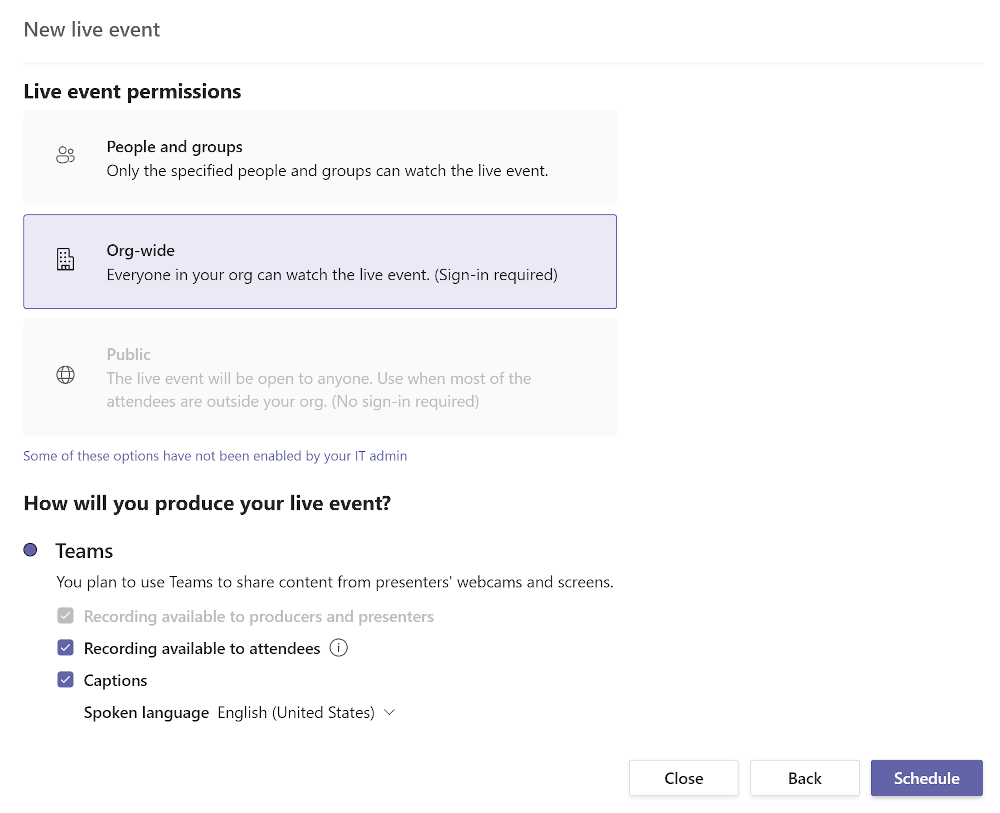 New live event
Live event permissions
People and groups
Only the specified people and groups can watch the live event.
Org-wide
Everyone in your org can watch the live event. (Sign-in required)
Public
The live event will be open to anyone. Use when most of the
attendees are outside your org. (No sign-in required)
Some of these options have not been enabled by your IT admin
How will you produce your live event?
Teams
You plan to use Teams to share content from presenters' webcams and screens.
Recording available to producers and presenters
Recording available to attendees
Captions
Spoken language English (United States)
Close Back Schedule